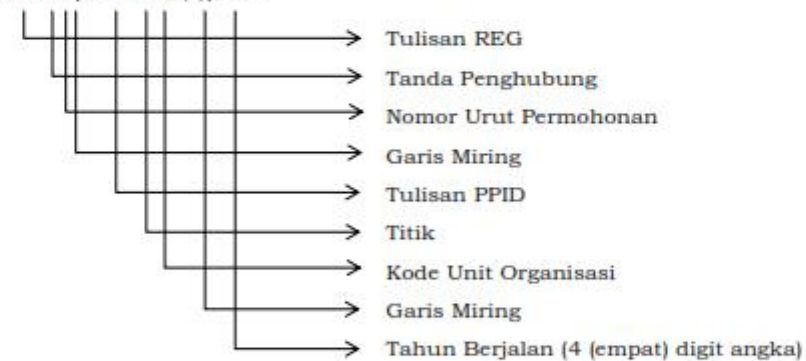 Tulisan REG
Tanda Penghubung
Nomor Urut Permohonan
Garis Miring
Tulisan PPID
Titik
Kode Unit Organisasi
Garis Miring
Tahun Berjalan (4 (empat) digit angka)